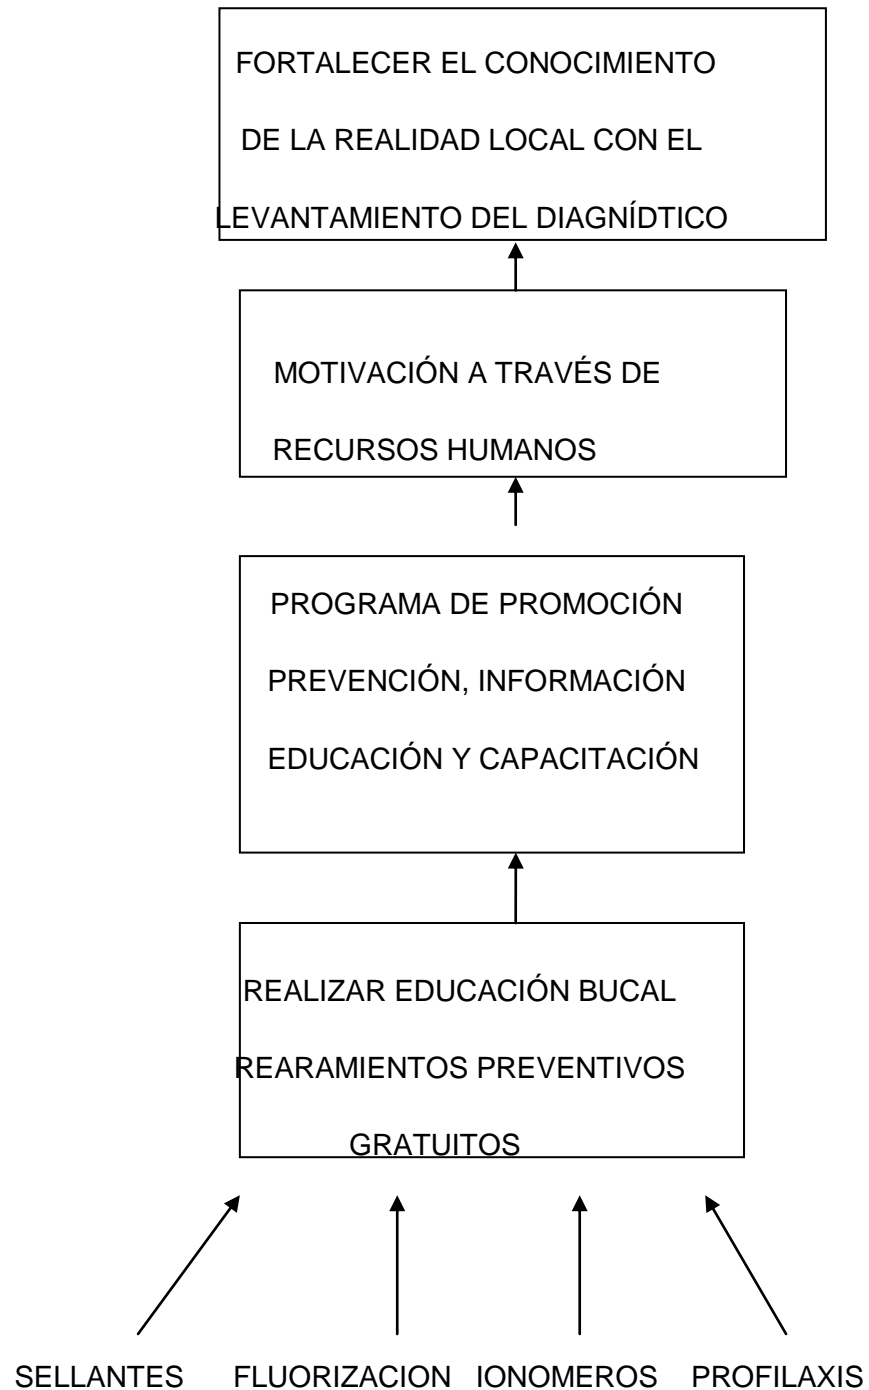 FORTALECER EL CONOCIMIENTO
DE LA REALIDAD LOCAL CON EL
LEVANTAMIENTO DEL DIAGNÍDTICO
MOTIVACIÓN A TRAVÉS DE
RECURSOS HUMANOS
PROGRAMA DE PROMOCIÓN
PREVENCIÓN, INFORMACIÓN
EDUCACIÓN Y CAPACITACIÓN
REALIZAR EDUCACIÓN BUCAL
REARAMIENTOS PREVENTIVOS
GRATUITOS
SELLANTES FLUORIZACION IONOMEROS PROFILAXIS